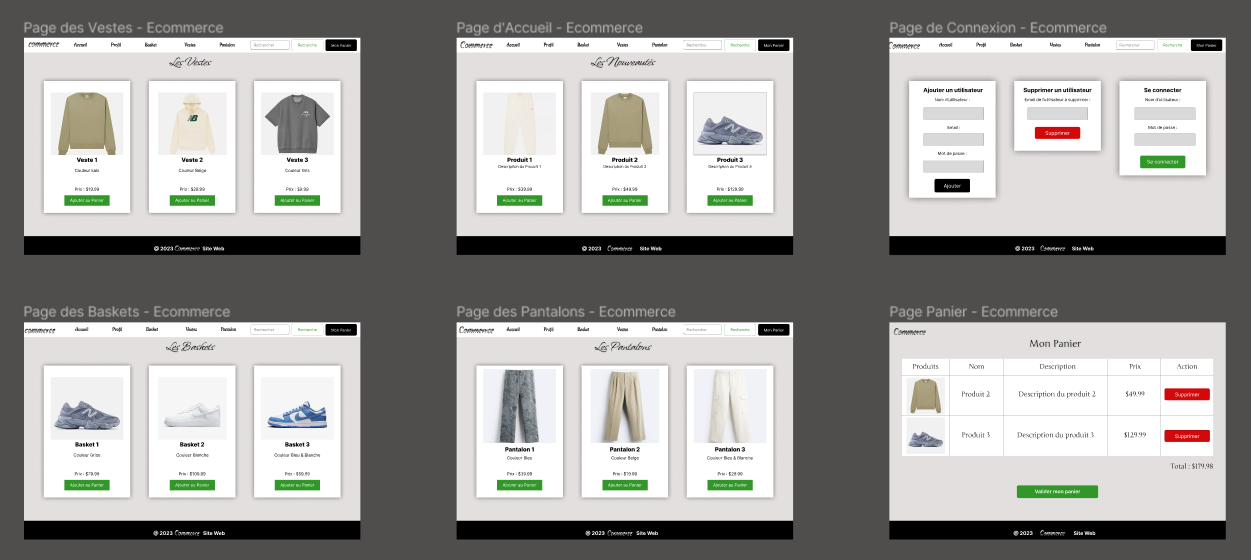 Page des Vestes - Ecommerce
commerce Accueil Profil Basket Vestes Pantalon Rechercher Recherche Mon Panier
Les Vestes
Veste 1
Couleur kaki
Prix : $19.99
Ajouter au Panier
Veste 2
Couleur Beige
Prix : $29.99
Ajouter au Panier
Veste 3
Couleur Gris
Prix : $9.99
Ajouter au Panier
© 2023 Commerce Site Web
Page d'Accueil - Ecommerce
Commerce Accueil Profil Basket Vestes Pantalon Rechercher Recherche Mon Panier
Les Nouveautés
Produit 1
Description du Produit 1
Prix : $39.99
Ajouter au Panier
Produit 2
Description du Produit 2
Prix : $49.99
Ajouter au Panier
Produit 3
Description du Produit 3
Prix : $129.99
Ajouter au Panier
© 2023 Commerce Site Web
Page de Connexion - Ecommerce
Commerce Accueil Profil Basket Vestes Pantalon Rechercher Recherche Mon Panier
Ajouter un utilisateur
Nom d'utilisateur :
Email :
Mot de passe :
Ajouter
Supprimer un utilisateur
Email de l'utilisateur à supprimer :
Supprimer
Se connecter
Nom d'utilisateur :
Mot de passe :
Se connecter
© 2023 Commerce Site Web
Page des Baskets - Ecommerce
commerce Accueil Profil Basket Vestes Pantalon Rechercher Recherche Mon Panier
Les Baskets
Basket 1
Couleur Grise
Prix : $79.99
Ajouter au Panier
Basket 2
Couleur Blanche
Prix : $109.99
Ajouter au Panier
Basket 3
Couleur Bleu & Blanche
Prix : $59.99
Ajouter au Panier
© 2023 Commerce Site Web
Page des Pantalons - Ecommerce
Commerce Accueil Profil Basket Vestes Pantalon Rechercher Recherche Mon Panier
Les Pantalons
Pantalon 1
Couleur Bleu
Prix : $39.99
Ajouter au Panier
Pantalon 2
Couleur Beige
Prix : $19.99
Ajouter au Panier
Pantalon 3
Couleur Bleu & Blanche
Prix : $29.99
Ajouter au Panier
© 2023 Commerce Site Web
Page Panier - Ecommerce
Commerce
Mon Panier
Produits Nom Description Prix Action
Produit 2 Description du produit 2 $49,99 Supprimer
Produit 3 Description du produit 3 $129.99 Supprimer
Total : $179.98
Valider mon panier
© 2023 Commerce Site Web